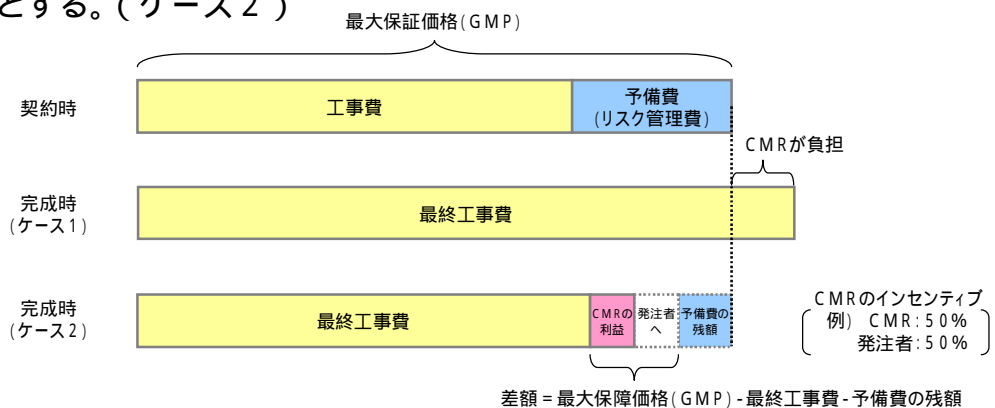 とする。(ケース2)
最大保証価格(GMP)
契約時
工事費
予備費
(リスク管理費)
CMRが負担
完成時
(ケース1)
最終工事費
完成時
(ケース2)
最終工事費
CMRの
利益
発注者
へ
予備費の
残額
CMRのインセンティブ
例) CMR:50%
発注者:50%
差額=最大保障価格(GMP)-最終工事費-予備費の残額